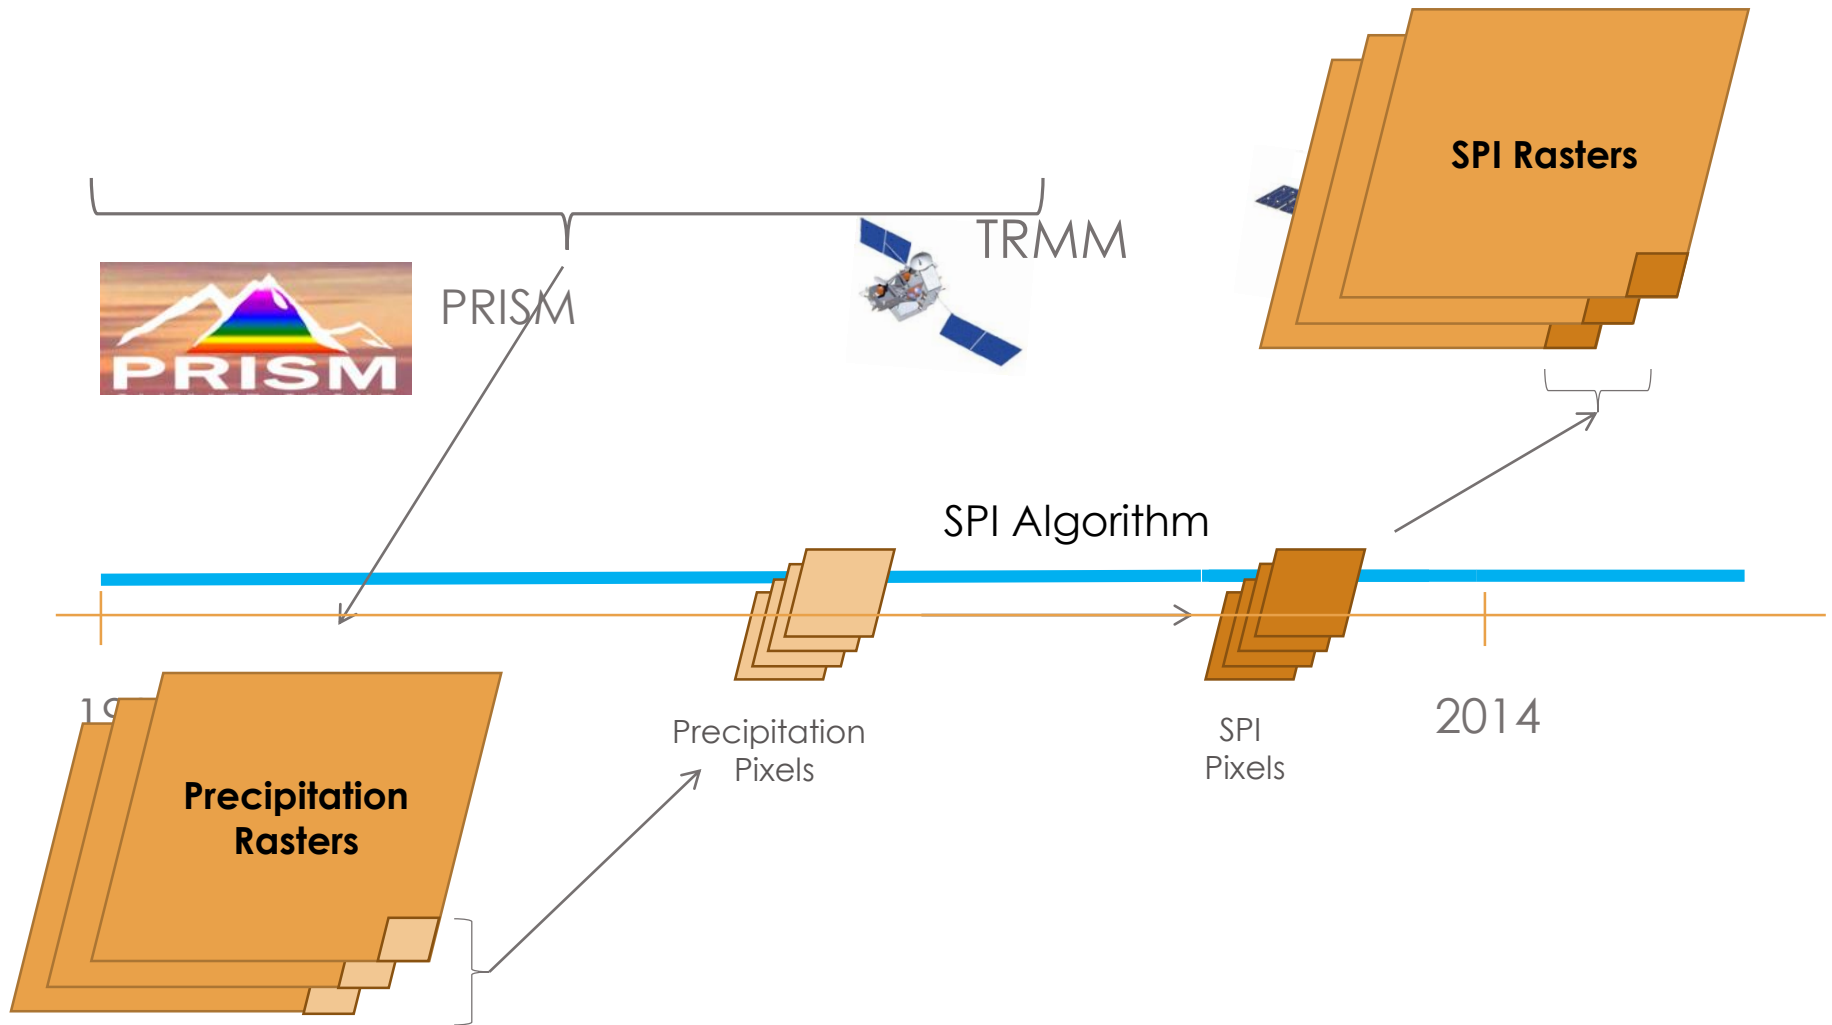 SPI Rasters
TRMM
PRISM
PRISM
SPI Algorithm
2014
Precipitation
Pixels
SPI
Pixels
Precipitation
Rasters